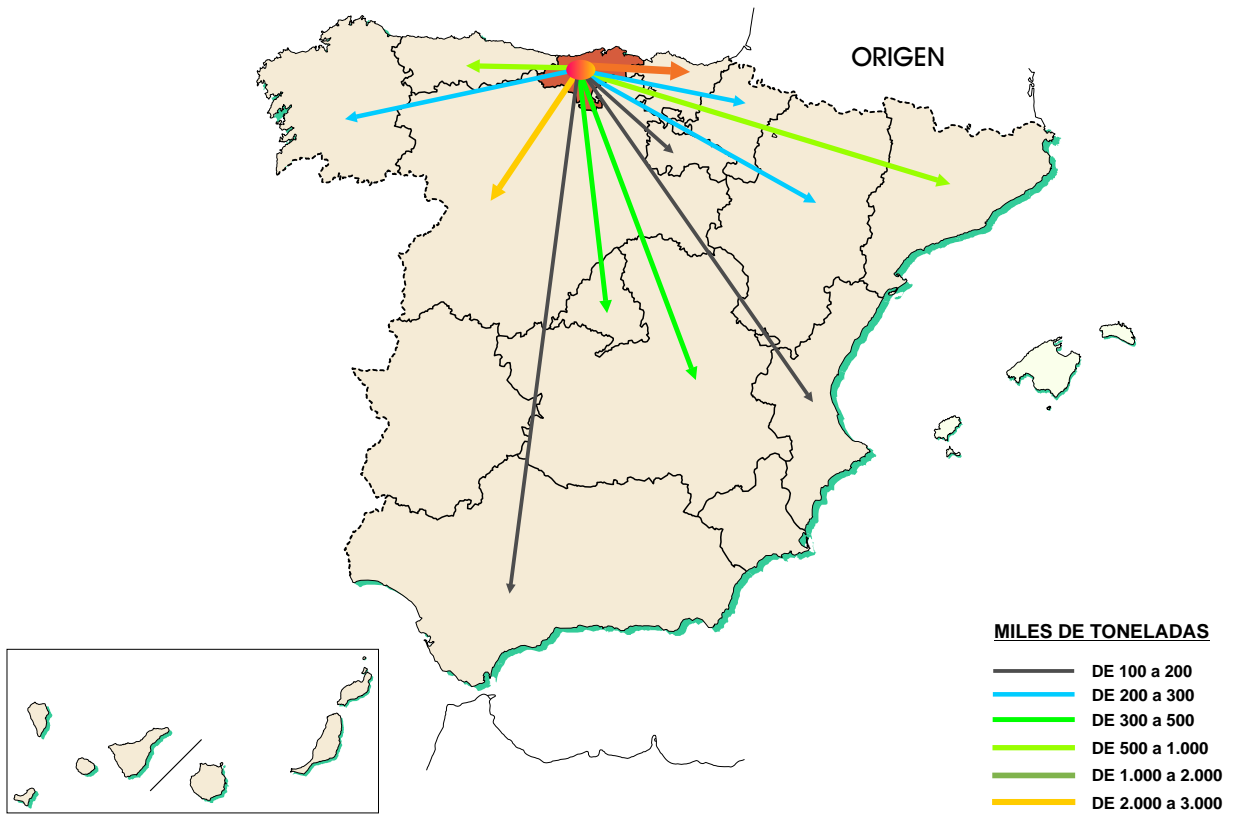 ORIGEN
MILES DE TONELADAS
DE 100 a 200
DE 200 a 300
DE 300 a 500
DE 500 a 1.000
DE 1.000 a 2.000
DE 2.000 a 3.000